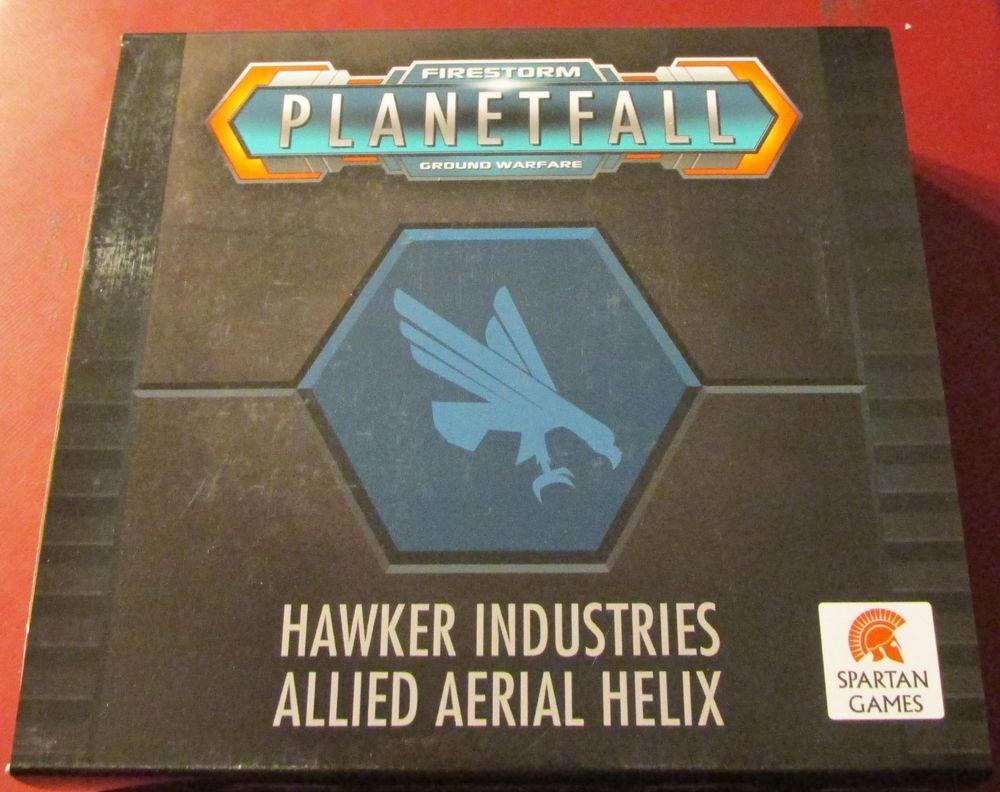 FIRESTORM
PLANETFALL
GROUND WARFARE
HAWKER INDUSTRIES
ALLIED AERIAL HELIX
SPARTAN
GAMES